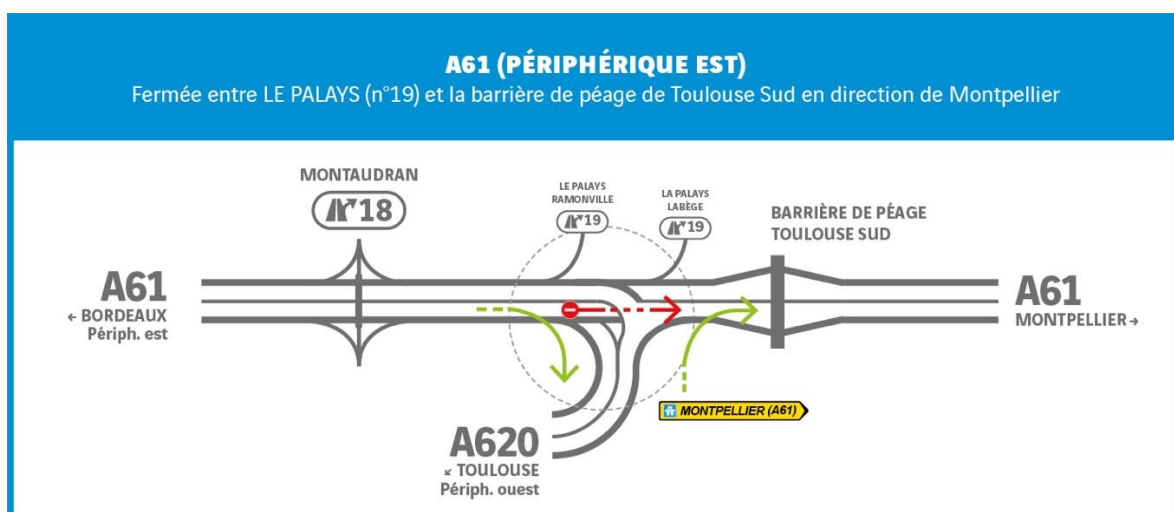 A61 (PÉRIPHÉRIQUE EST)
Fermée entre LE PALAYS (n°19) et la barrière de péage de Toulouse Sud en direction de Montpellier
MONTAUDRAN
18
LE PALAYS
RAMONVILLE
19
LA PALAYS
LABÈGE
19
BARRIÈRE DE PÉAGE
TOULOUSE SUD
A61
← BORDEAUX
Périph. est
A61
MONTPELLIER →
MONTPELLIER (A61)
A620
↙ TOULOUSE
Périph. ouest